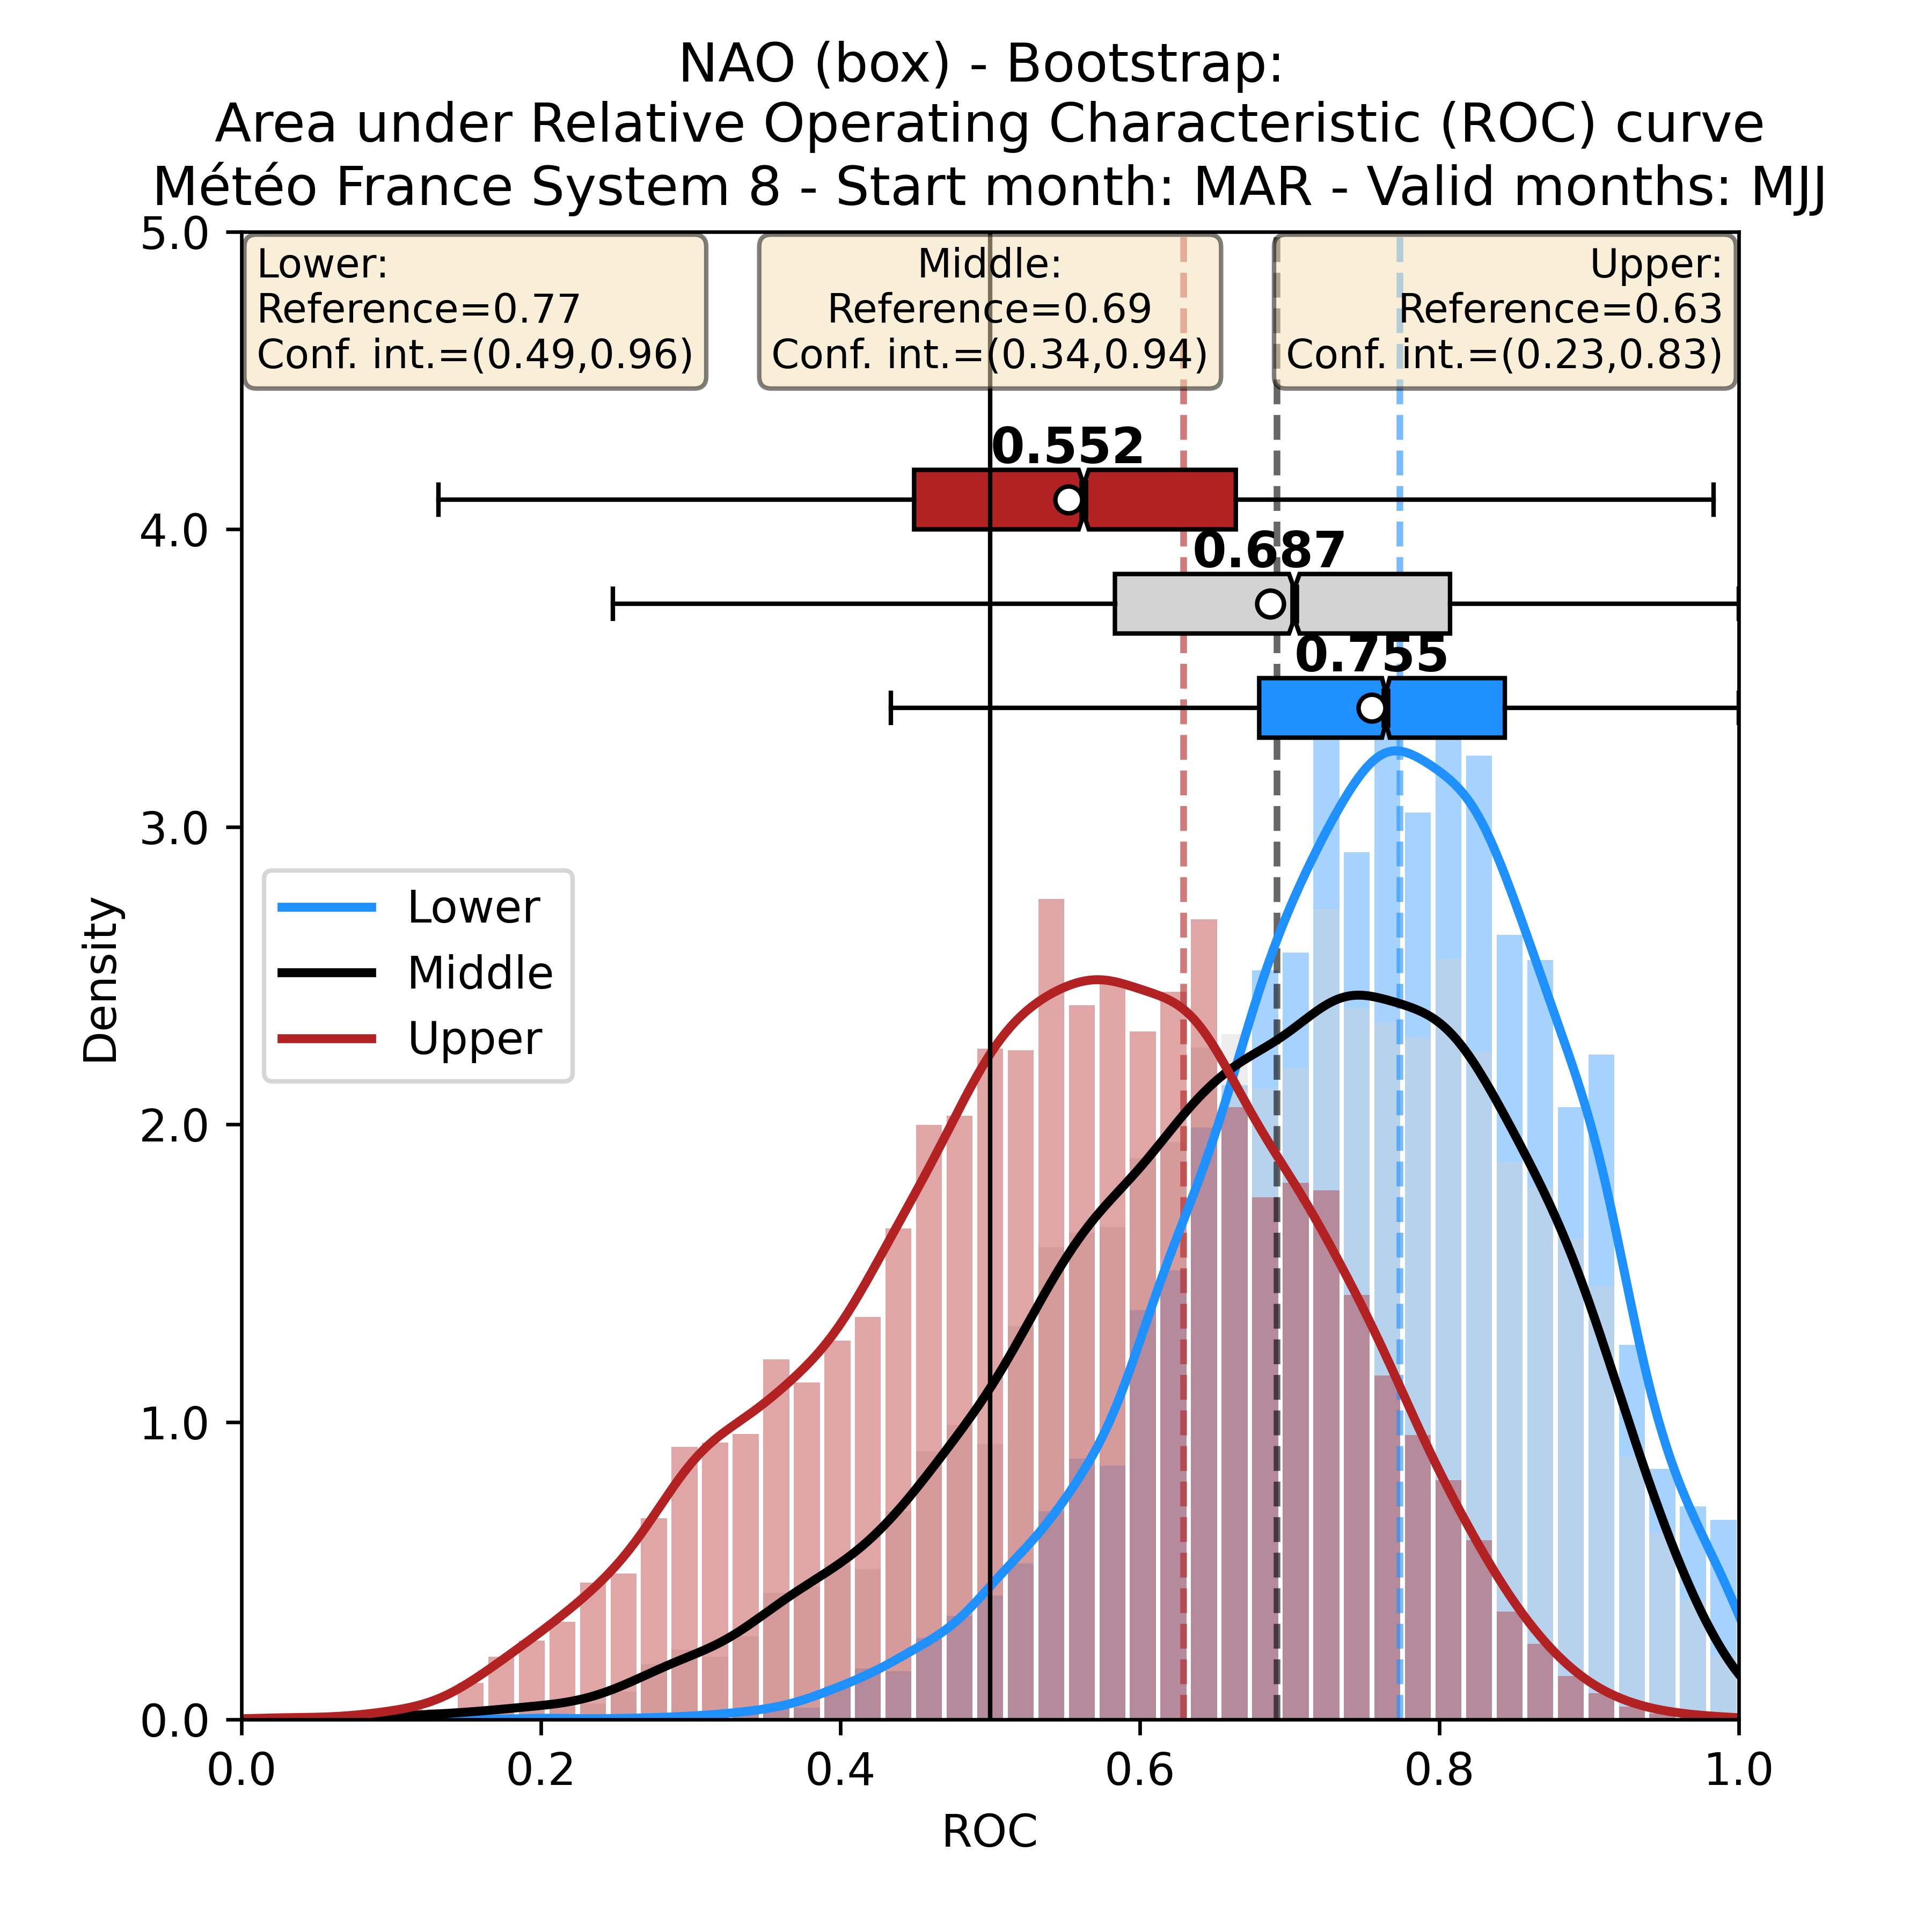 NAO (box) - Bootstrap:
Area under Relative Operating Characteristic (ROC) curve
Météo France System 8 - Start month: MAR - Valid months: MJJ
5.0
4.0
3.0
2.0
1.0
0.0
Density
Lower:
Reference=0.77
Conf. int.=(0.49,0.96)
Middle:
Reference=0.69
Conf. int.=(0.34,0.94)
Upper:
Reference=0.63
Conf. int.=(0.23,0.83)
0.552
0.687
0.755
Lower
Middle
Upper
0.0
0.2
0.4
0.6
0.8
1.0
ROC